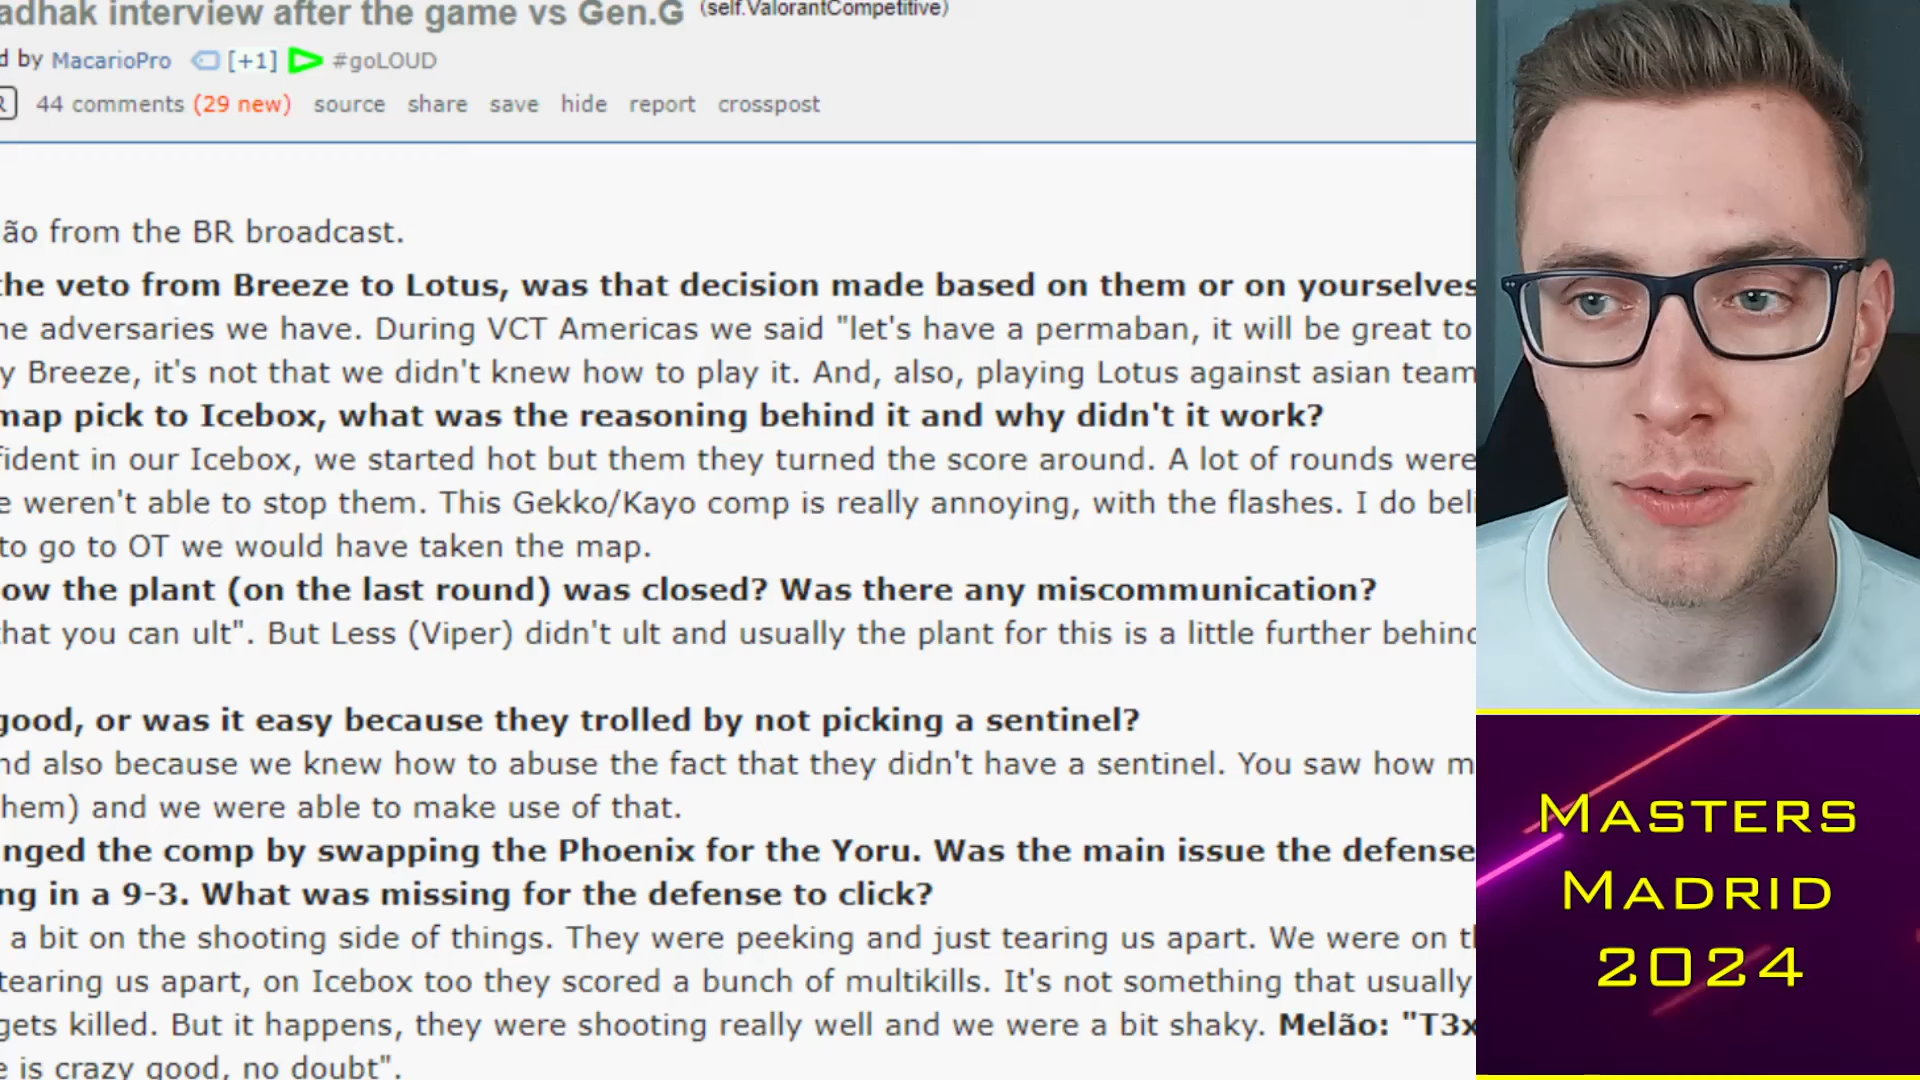 adhak interview after the game vs Gen.G (self.ValorantCompetitive)
d by MacarioPro [+1] #goLOUD
R 44 comments (29 new) source share save hide report crosspost
ão from the BR broadcast.
the veto from Breeze to Lotus, was that decision made based on them or on yourselves
he adversaries we have. During VCT Americas we said "let's have a permaban, it will be great to
y Breeze, it's not that we didn't knew how to play it. And, also, playing Lotus against asian team
map pick to Icebox, what was the reasoning behind it and why didn't it work?
fident in our Icebox, we started hot but them they turned the score around. A lot of rounds were
e weren't able to stop them. This Gekko/Kayo comp is really annoying, with the flashes. I do beli
to go to OT we would have taken the map.
ow the plant (on the last round) was closed? Was there any miscommunication?
that you can ult". But Less (Viper) didn't ult and usually the plant for this is a little further behind
good, or was it easy because they trolled by not picking a sentinel?
nd also because we knew how to abuse the fact that they didn't have a sentinel. You saw how m
hem) and we were able to make use of that.
nged the comp by swapping the Phoenix for the Yoru. Was the main issue the defense
ng in a 9-3. What was missing for the defense to click?
a bit on the shooting side of things. They were peeking and just tearing us apart. We were on th
tearing us apart, on Icebox too they scored a bunch of multikills. It's not something that usually
gets killed. But it happens, they were shooting really well and we were a bit shaky. Melão: "T3x
e is crazy good, no doubt".
MASTERS
MADRID
2024